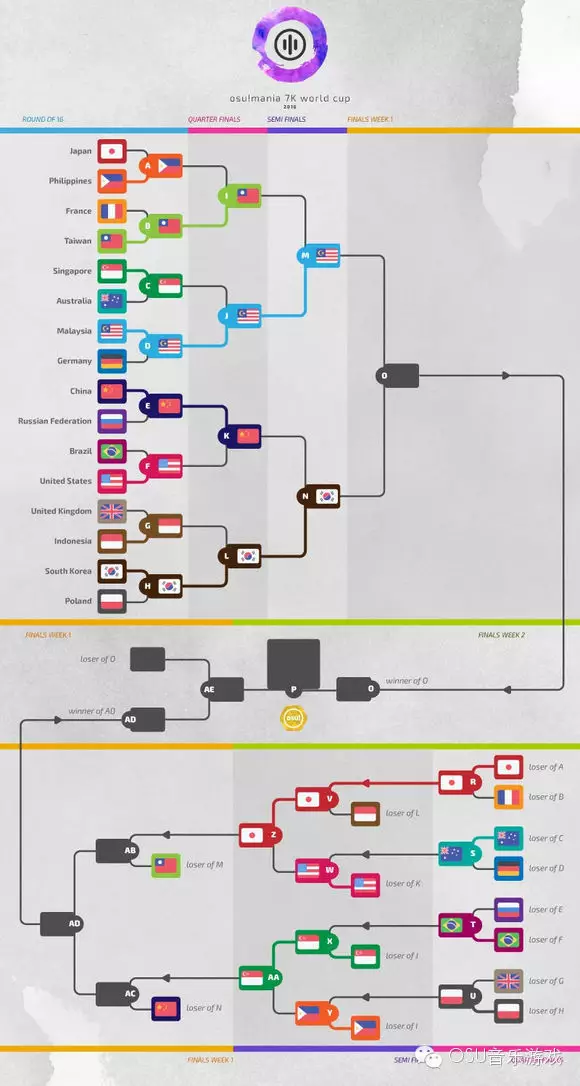 osu!mania 7K world cup
2016
ROUND OF 16
QUARTER FINALS
SEMI FINALS
FINALS WEEK 1
Japan
A
Philippines
I
France
B
Taiwan
M
Singapore
C
Australia
J
Malaysia
D
Germany
O
China
E
Russian Federation
K
Brazil
F
United States
N
United Kingdom
G
Indonesia
L
South Korea
H
Poland
FINALS WEEK 1
FINALS WEEK 2
loser of O
AE
P
O
winner of O
winner of AD
AD
osu!
R
loser of A
V
loser of B
loser of L
Z
AB
loser of M
W
S
loser of C
loser of D
loser of K
AD
X
T
loser of E
loser of F
loser of J
AA
AC
loser of N
Y
U
loser of G
loser of H
loser of I
FINALS WEEK 1
SEMI
OSU音乐游戏